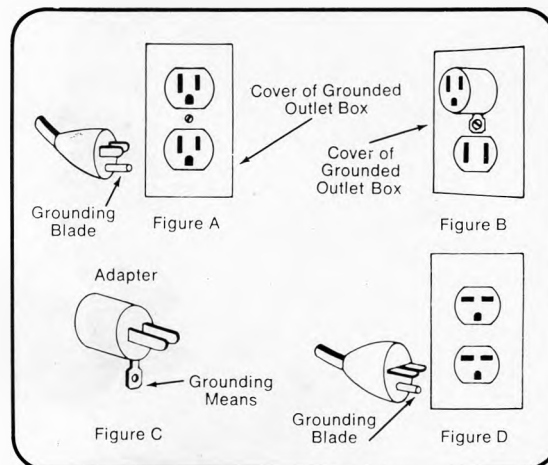 Cover of Grounded
Outlet Box
Grounding
Blade
Figure A
Cover of
Grounded
Outlet Box
Figure B
Adapter
Grounding
Means
Figure C
Grounding
Blade
Figure D